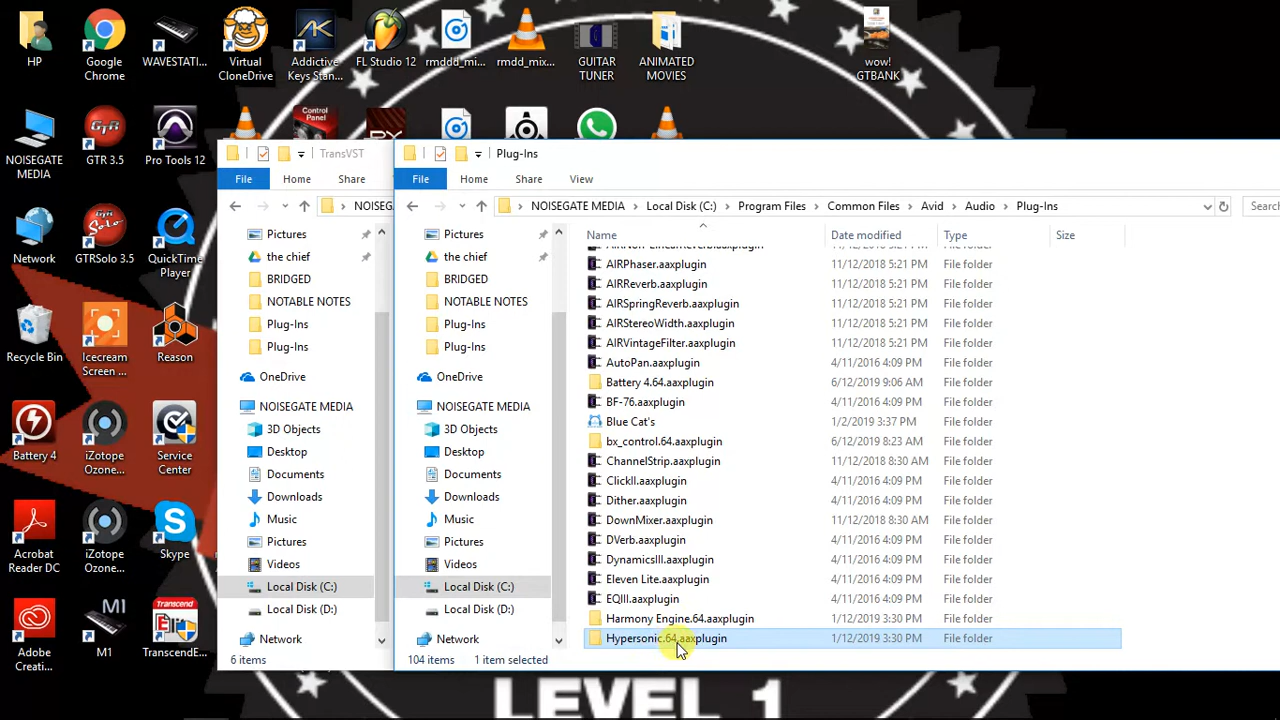 HP
Google
Chrome
WAVESTATI...
Virtual
CloneDrive
Addictive
Keys Stan...
FL Studio 12
rmddd_mi...
rmdd_mix...
GUITAR
TUNER
ANIMATED
MOVIES
wow!
GTBANK
NOISEGATE
MEDIA
GTR 3.5
Pro Tools 12
Control
Panel
Network
GTRSolo 3.5
QuickTime
Player
Recycle Bin
Icecream
Screen ...
Reason
Battery 4
iZotope
Ozone...
Service
Center
Acrobat
Reader DC
iZotope
Ozone...
Skype
Adobe
Creati...
M1
TranscendE...
TransVST
File
Home
Share
NOISEG
Pictures
the chief
BRIDGED
NOTABLE NOTES
Plug-Ins
Plug-Ins
OneDrive
NOISEGATE MEDIA
3D Objects
Desktop
Documents
Downloads
Music
Pictures
Videos
Local Disk (C:)
Local Disk (D:)
Network
6 items
Plug-Ins
File
Home
Share
View
NOISEGATE MEDIA
Local Disk (C:)
Program Files
Common Files
Avid
Audio
Plug-Ins
Searc
Pictures
the chief
BRIDGED
NOTABLE NOTES
Plug-Ins
Plug-Ins
OneDrive
NOISEGATE MEDIA
3D Objects
Desktop
Documents
Downloads
Music
Pictures
Videos
Local Disk (C:)
Local Disk (D:)
Network
Name Date modified Type Size
AIRPhaser.aaxplugin 11/12/2018 5:21 PM File folder
AIRReverb.aaxplugin 11/12/2018 5:21 PM File folder
AIRSpringReverb.aaxplugin 11/12/2018 5:21 PM File folder
AIRStereoWidth.aaxplugin 11/12/2018 5:21 PM File folder
AIRVintageFilter.aaxplugin 11/12/2018 5:21 PM File folder
AutoPan.aaxplugin 4/11/2016 4:09 PM File folder
Battery 4.64.aaxplugin 6/12/2019 9:06 AM File folder
BF-76.aaxplugin 4/11/2016 4:09 PM File folder
Blue Cat's 1/2/2019 3:37 PM File folder
bx_control.64.aaxplugin 6/12/2019 8:23 AM File folder
ChannelStrip.aaxplugin 11/12/2018 8:30 AM File folder
ClickII.aaxplugin 4/11/2016 4:09 PM File folder
Dither.aaxplugin 4/11/2016 4:09 PM File folder
DownMixer.aaxplugin 11/12/2018 8:30 AM File folder
DVerb.aaxplugin 4/11/2016 4:09 PM File folder
DynamicsIII.aaxplugin 4/11/2016 4:09 PM File folder
Eleven Lite.aaxplugin 4/11/2016 4:09 PM File folder
EQIII.aaxplugin 4/11/2016 4:09 PM File folder
Harmony Engine.64.aaxplugin 1/12/2019 3:30 PM File folder
Hypersonic.64.aaxplugin 1/12/2019 3:30 PM File folder
104 items 1 item selected
LEVEL 1